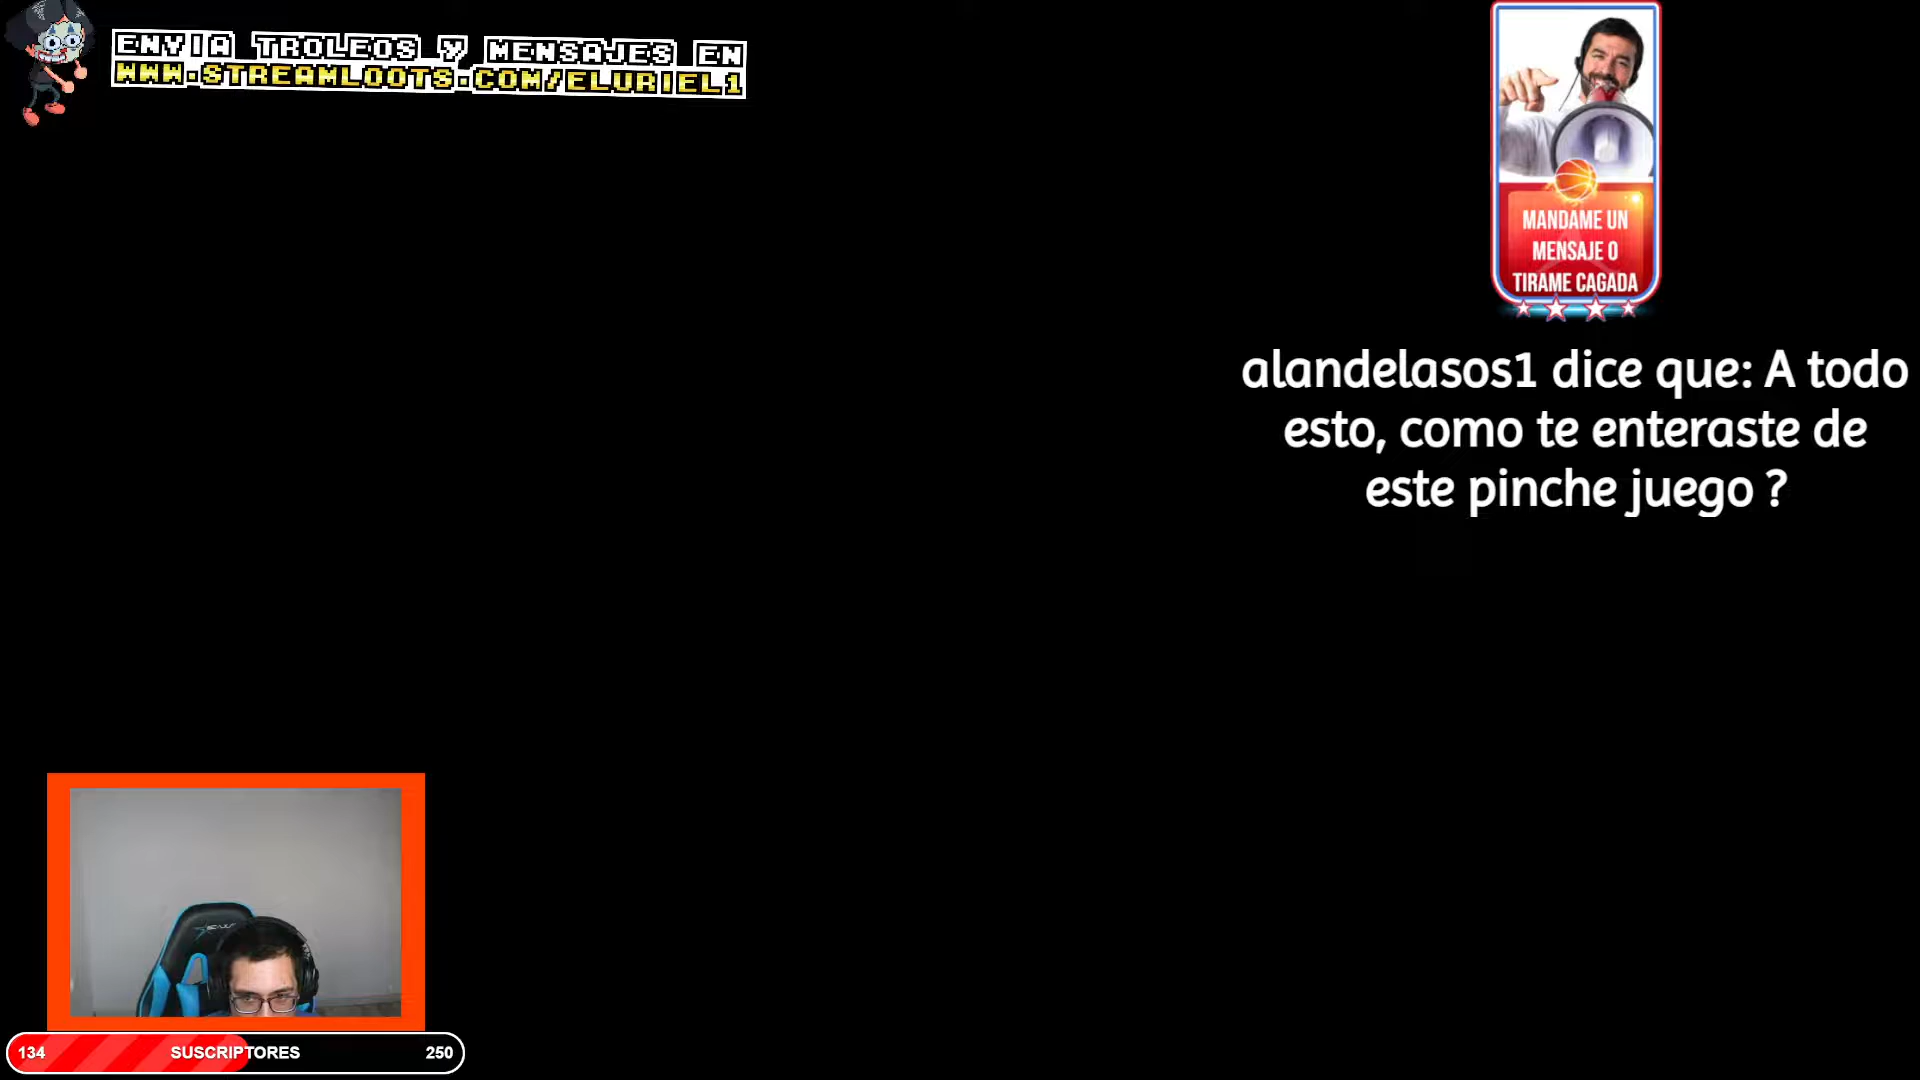 ENVIA TROLEOS Y MENSAJES EN
WWW.STREAMLOOTS.COM/ELURIEL1
MANDAME UN
MENSAJE O
TIRAME CAGADA
alandelasos1 dice que: A todo
esto, como te enteraste de
este pinche juego ?
134 SUSCRIPTORES 250